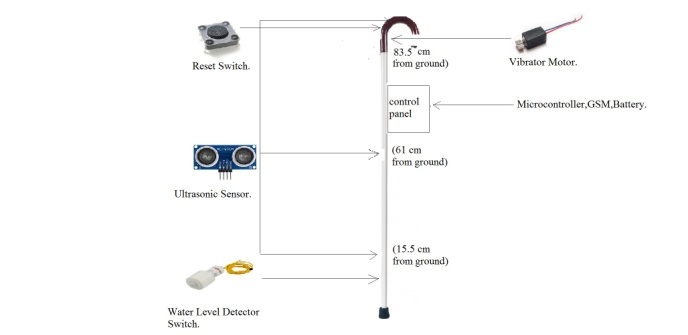 Reset Switch.
83.5 cm
from ground)
Vibrator Motor.
control
panel
Microcontroller,GSM,Battery.
(61 cm
from ground)
Ultrasonic Sensor.
(15.5 cm
from ground)
Water Level Detector
Switch.